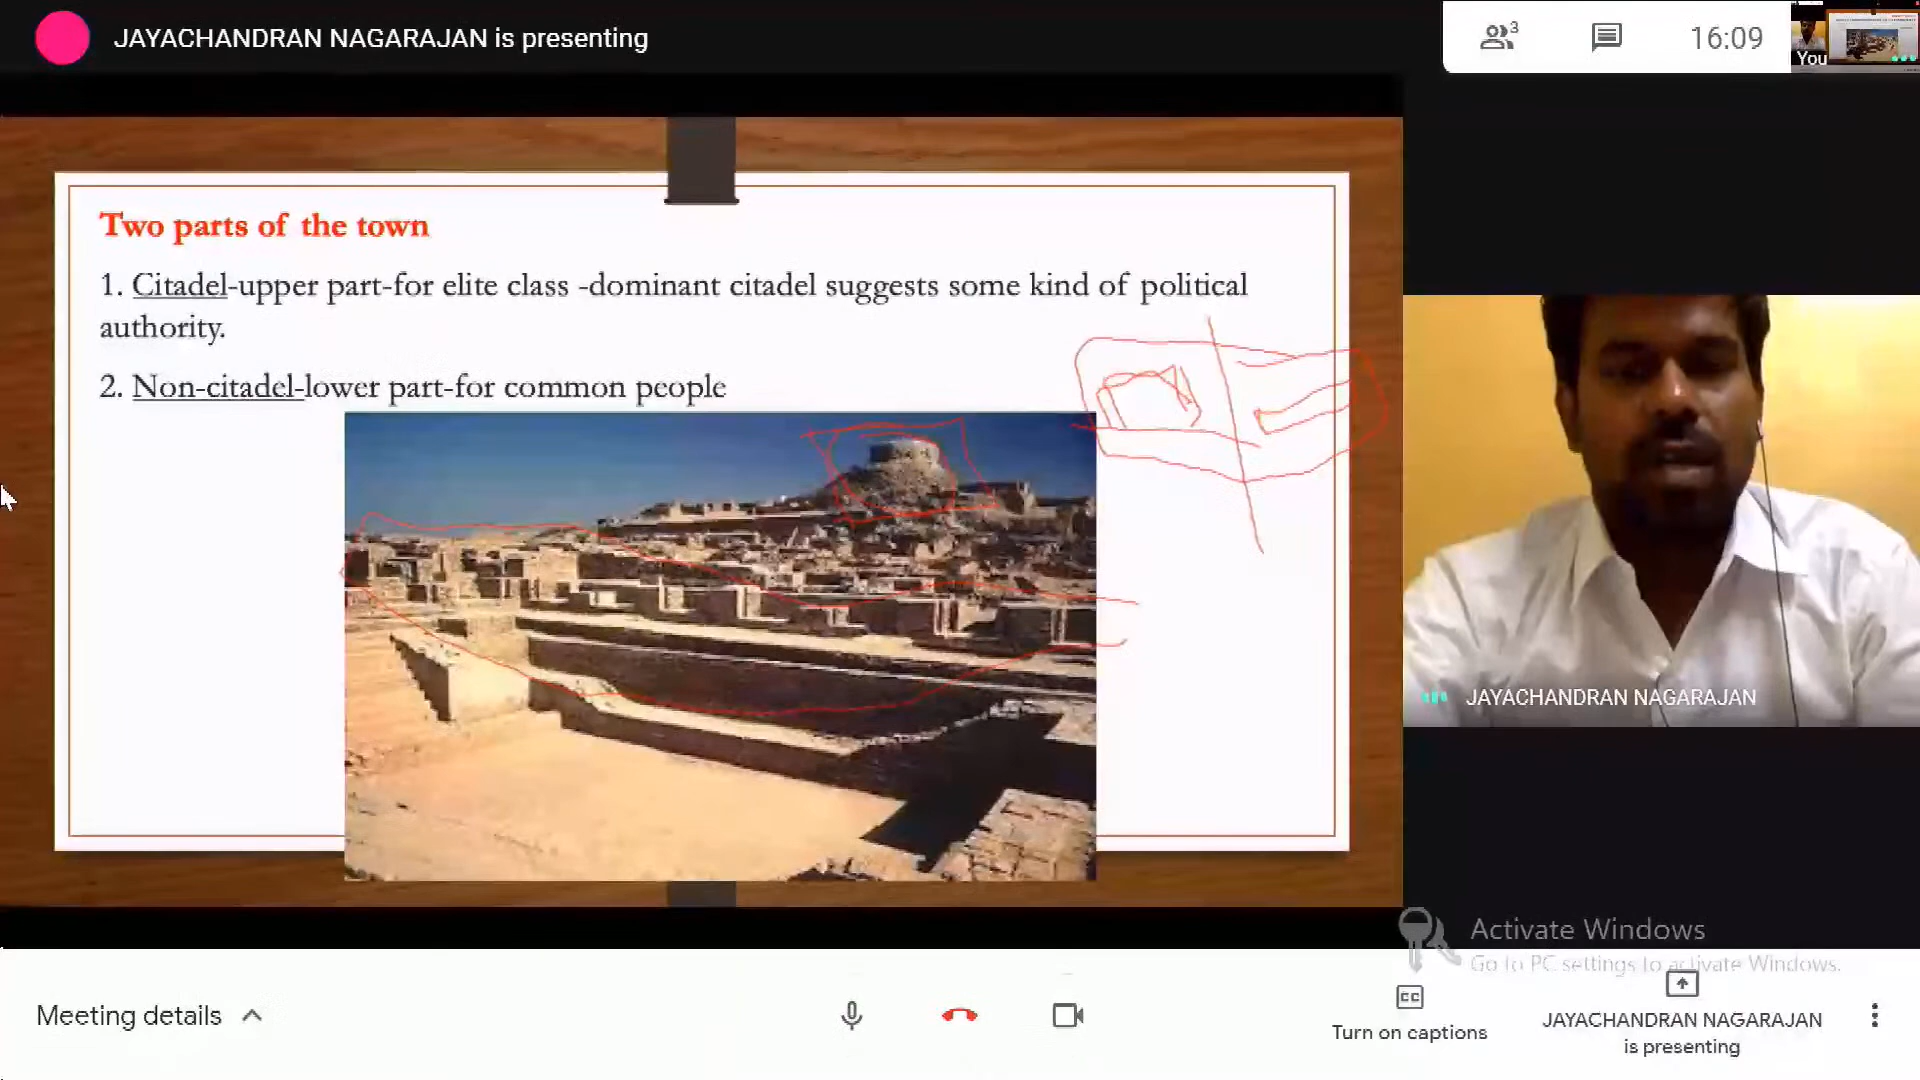 JAYACHANDRAN NAGARAJAN is presenting
3
16:09
You
Two parts of the town
1. Citadel-upper part-for elite class -dominant citadel suggests some kind of political
authority.
2. Non-citadel-lower part-for common people
JAYACHANDRAN NAGARAJAN
Activate Windows
Go to PC settings to activate Windows.
Meeting details
CC
Turn on captions
JAYACHANDRAN NAGARAJAN
is presenting